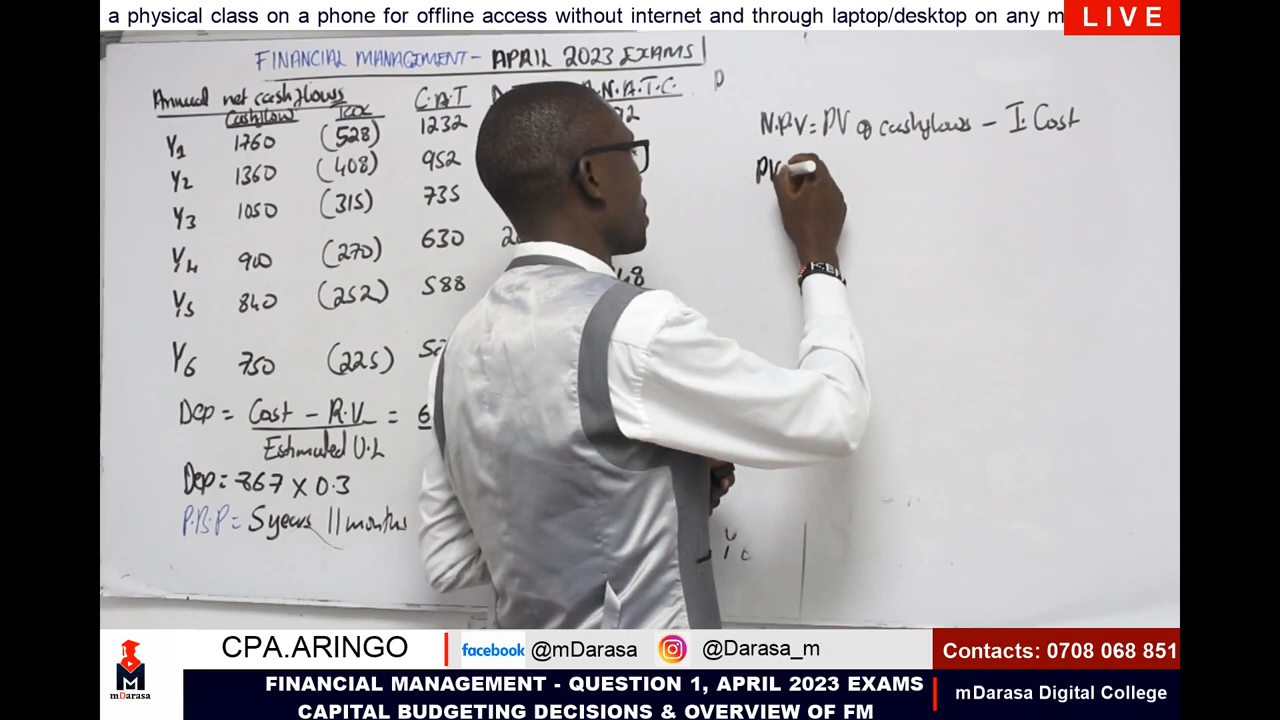 a physical class on a phone for offline access without internet and through laptop/desktop on any m
LIVE
FINANCIAL MANAGEMENT - APRIL 2023 EXAMS
Annual net cashflows
Cashflow Tax C.A.T N.A.T.C.
Y1 1760 (528) 1232
Y2 1360 (408) 952
Y3 1050 (315) 735
Y4 900 (270) 630
Y5 840 (252) 588
Y6 750 (225)
Dep = Cost - R.V = 6
Estimated U.L
Dep = 867 x 0.3
P.B.P = 5 years 11 months
N.P.V = PV of cashflows - I Cost
PV
CPA.ARINGO
facebook @mDarasa
@Darasa_m
Contacts: 0708 068 851
mDarasa
FINANCIAL MANAGEMENT - QUESTION 1, APRIL 2023 EXAMS
CAPITAL BUDGETING DECISIONS & OVERVIEW OF FM
mDarasa Digital College